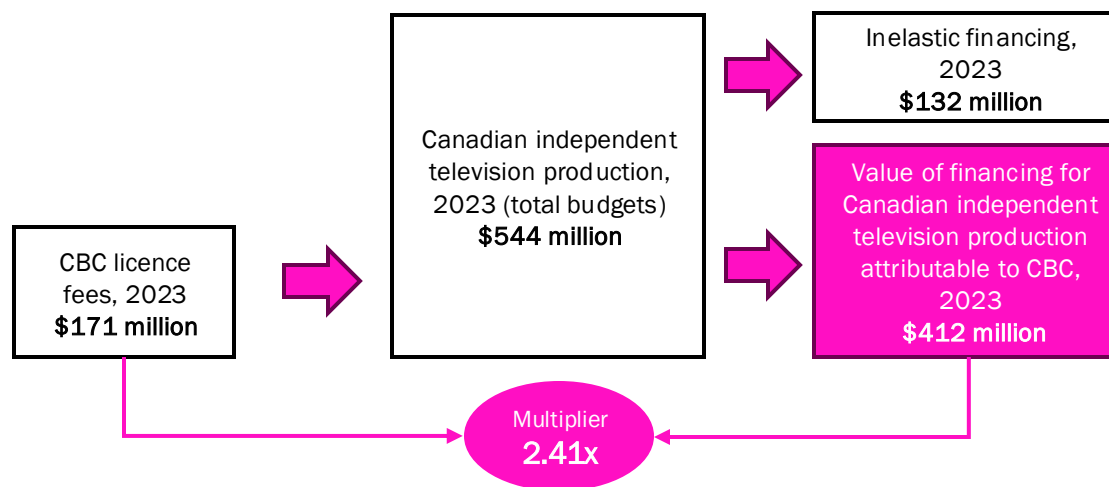 CBC licence
fees, 2023
$171 million
Canadian independent
television production,
2023 (total budgets)
$544 million
Inelastic financing,
2023
$132 million
Value of financing for
Canadian independent
television production
attributable to CBC,
2023
$412 million
Multiplier
2.41x